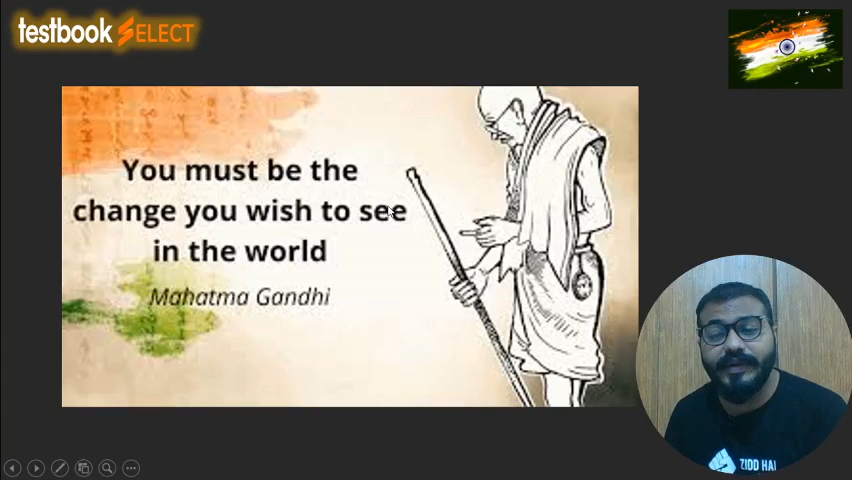 testbook SELECT
You must be the
change you wish to see
in the world
Mahatma Gandhi
ZIDD HAI